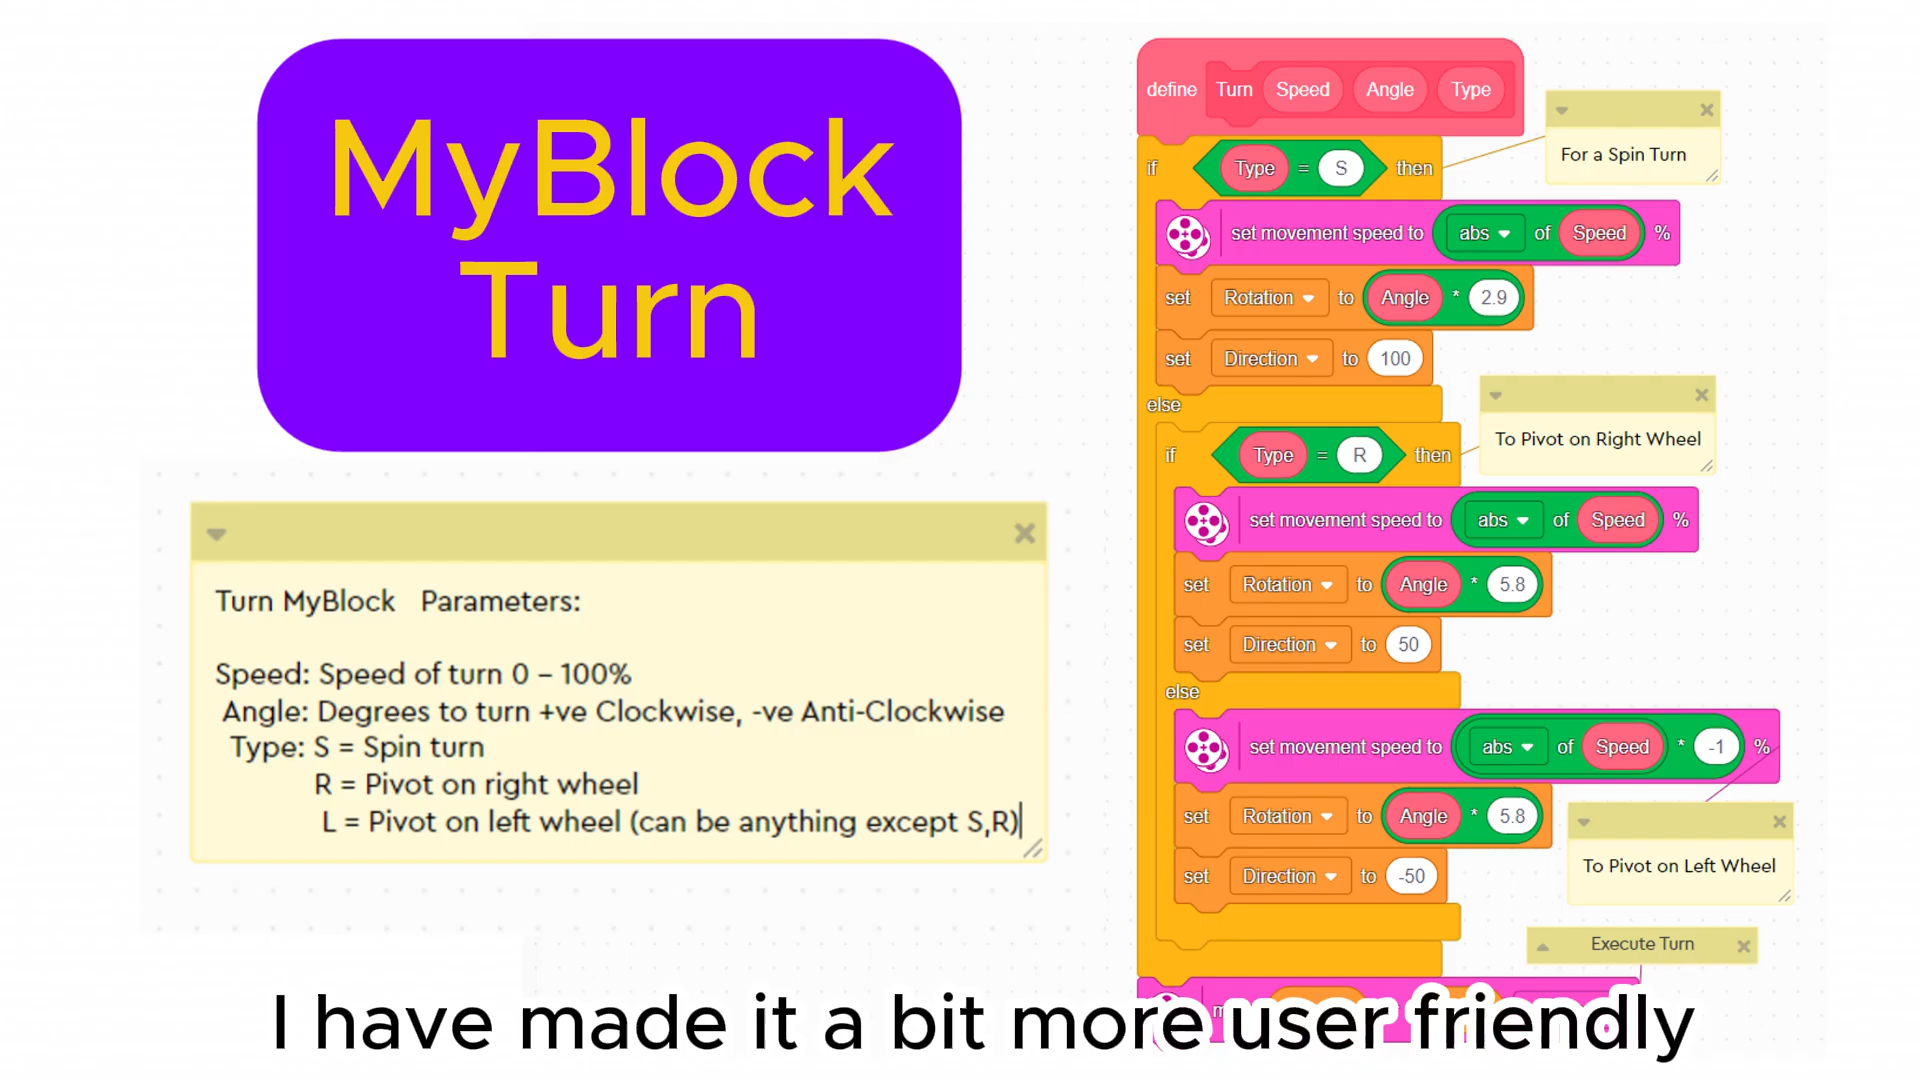 MyBlock
Turn
Turn MyBlock Parameters:
Speed: Speed of turn 0 – 100%
Angle: Degrees to turn +ve Clockwise, -ve Anti-Clockwise
Type: S = Spin turn
R = Pivot on right wheel
L = Pivot on left wheel (can be anything except S,R)
define Turn Speed Angle Type
For a Spin Turn
if Type = S then
set movement speed to abs of Speed %
set Rotation to Angle * 2.9
set Direction to 100
else
To Pivot on Right Wheel
if Type = R then
set movement speed to abs of Speed %
set Rotation to Angle * 5.8
set Direction to 50
else
set movement speed to abs of Speed * -1 %
set Rotation to Angle * 5.8
To Pivot on Left Wheel
set Direction to -50
Execute Turn
I have made it a bit more user friendly